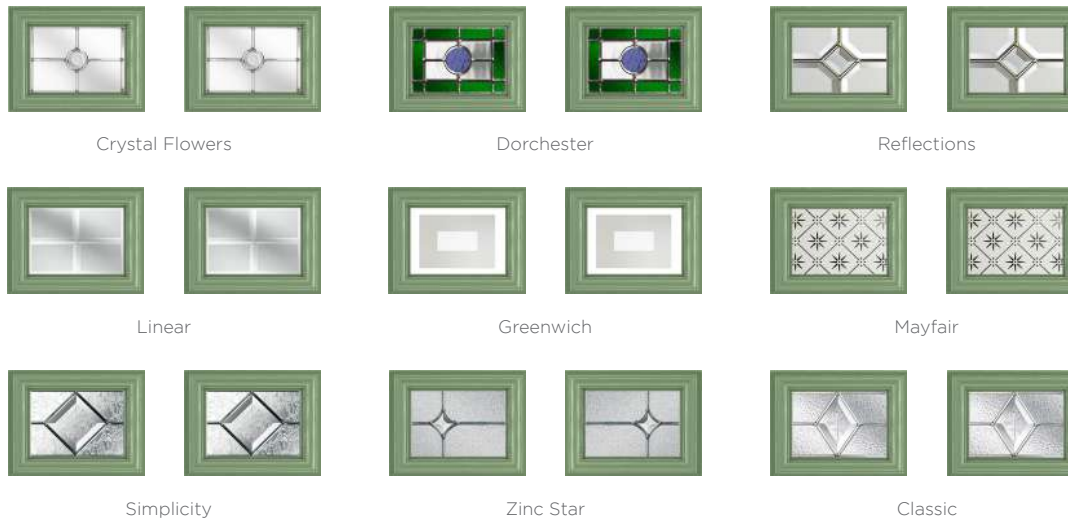 Crystal Flowers
Dorchester
Reflections
Linear
Greenwich
Mayfair
Simplicity
Zinc Star
Classic